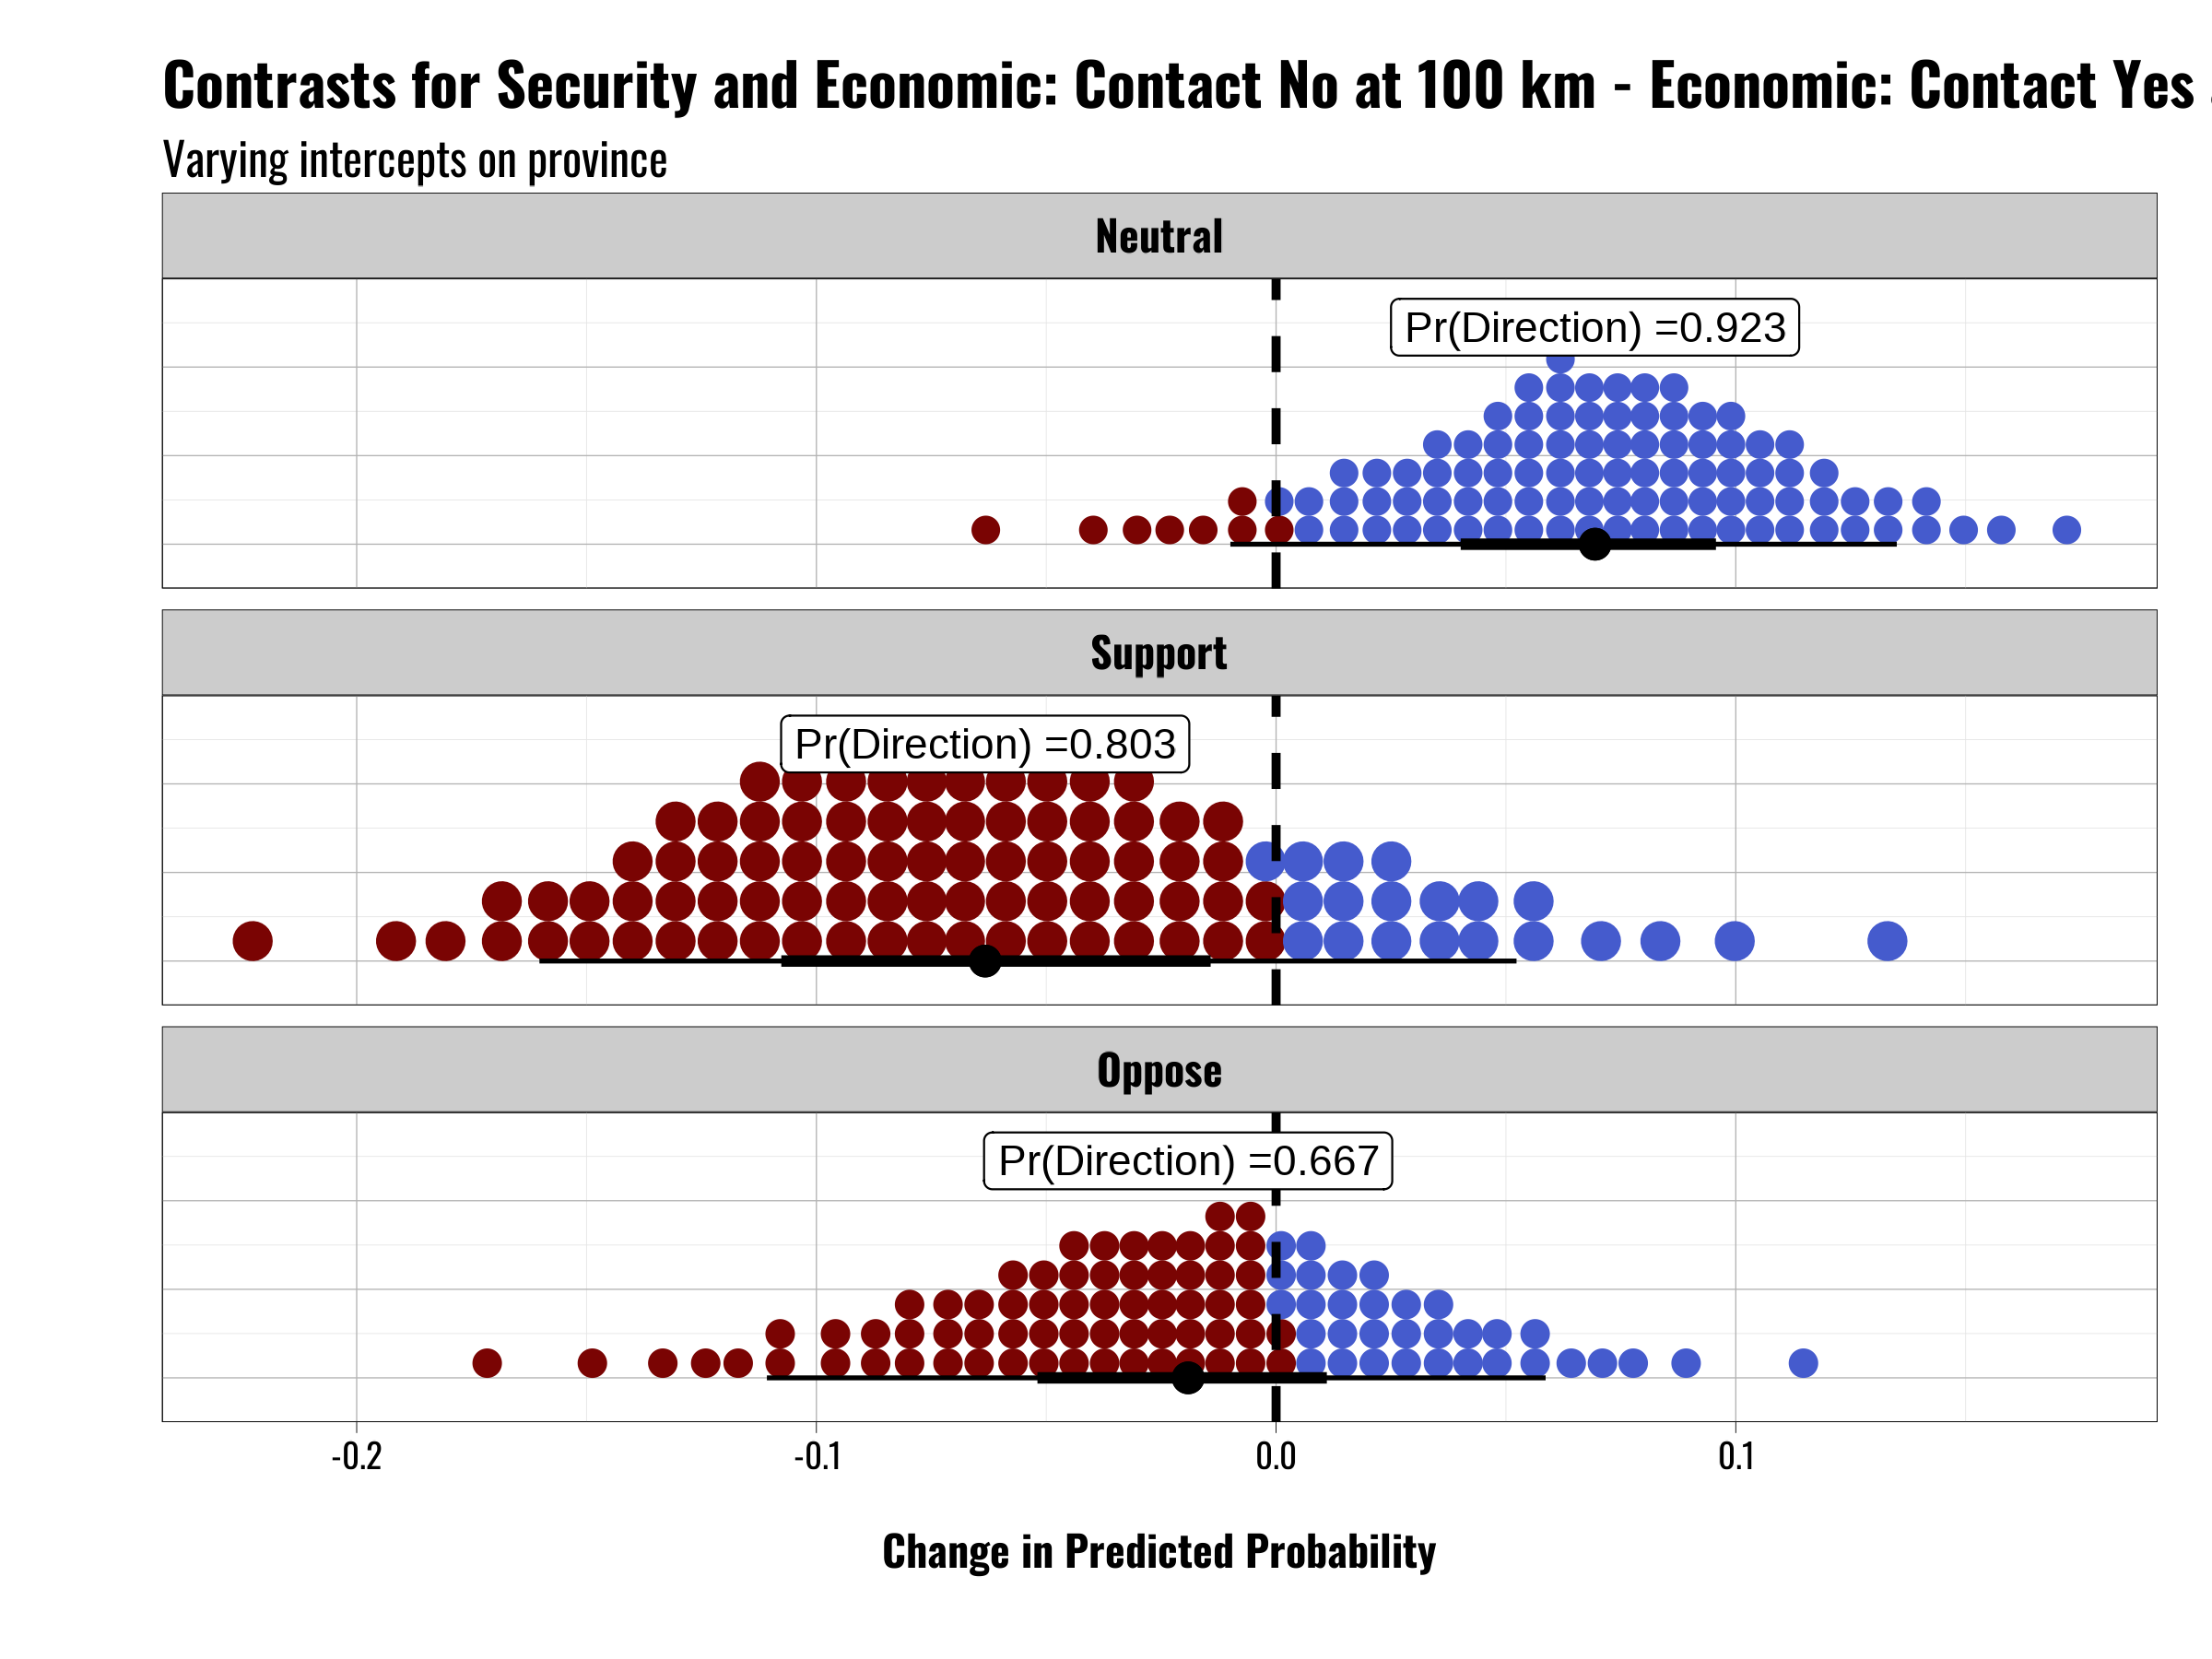 Contrasts for Security and Economic: Contact No at 100 km - Economic: Contact Yes
Varying intercepts on province
Neutral
Pr(Direction) =0.923
Support
Pr(Direction) =0.803
Oppose
Pr(Direction) =0.667
-0.2 -0.1 0.0 0.1
Change in Predicted Probability